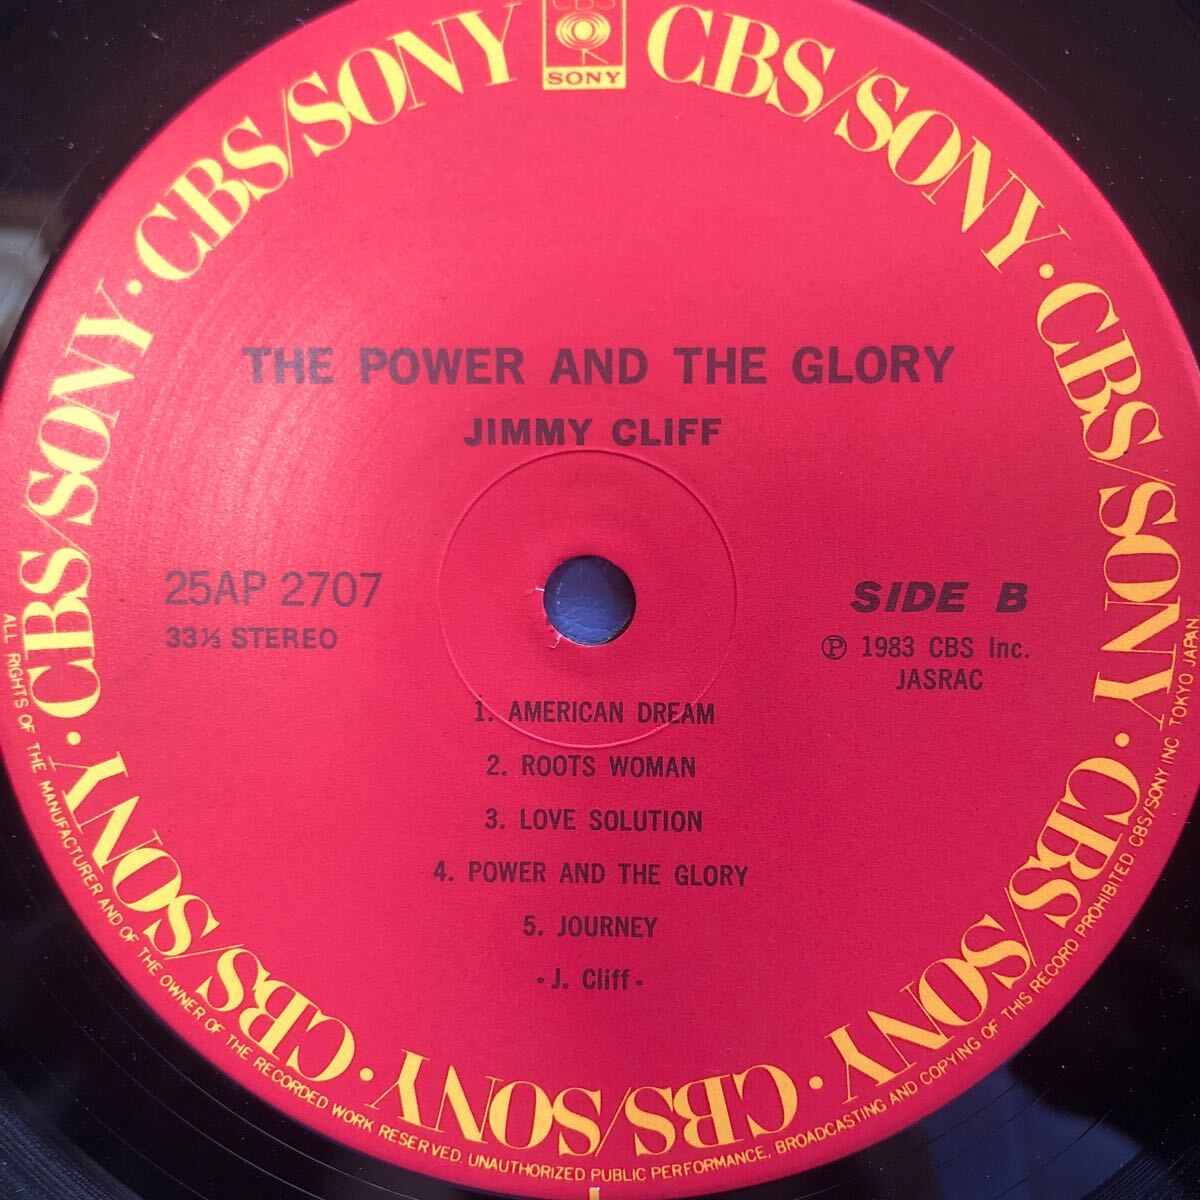 CBS
SONY
CBS/SONY · CBS/SONY · CBS/SONY · CBS/SONY · CBS/SONY · CBS/SONY · CBS/SONY · CBS/SONY
THE POWER AND THE GLORY
JIMMY CLIFF
25AP 2707
33⅓ STEREO
SIDE B
Ⓟ 1983 CBS Inc.
JASRAC
1. AMERICAN DREAM
2. ROOTS WOMAN
3. LOVE SOLUTION
4. POWER AND THE GLORY
5. JOURNEY
- J. Cliff -
ALL RIGHTS OF THE MANUFACTURER AND OF THE OWNER OF THE RECORDED WORK RESERVED. UNAUTHORIZED PUBLIC PERFORMANCE, BROADCASTING AND COPYING OF THIS RECORD PROHIBITED. CBS/SONY INC. TOKYO JAPAN